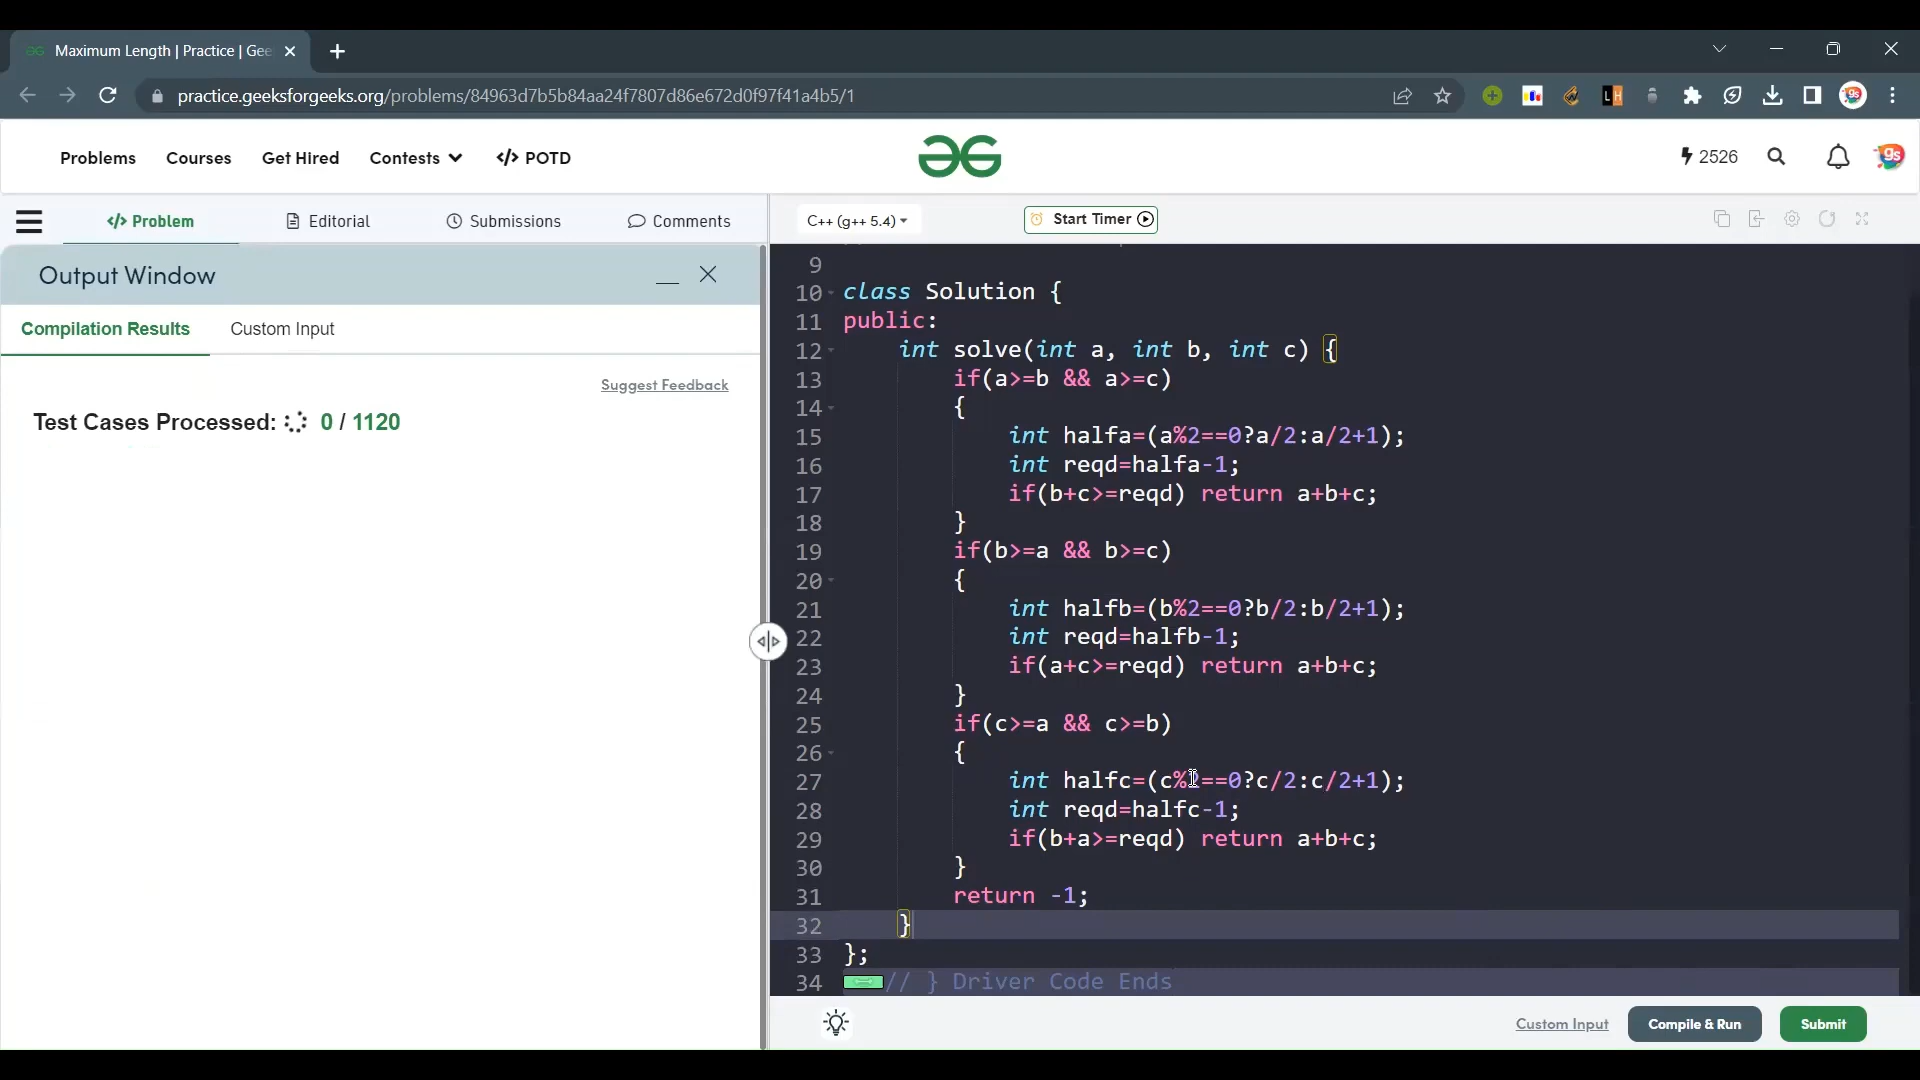 Maximum Length | Practice | Gee
practice.geeksforgeeks.org/problems/84963d7b5b84aa24f7807d86e672d0f97f41a4b5/1
LH
gs
Problems Courses Get Hired Contests </> POTD
2526
gs
</> Problem Editorial Submissions Comments
C++ (g++ 5.4) Start Timer
Output Window
Compilation Results Custom Input
Suggest Feedback
Test Cases Processed: 0 / 1120
9
10 class Solution {
11 public:
12 int solve(int a, int b, int c) {
13 if(a>=b && a>=c)
14 {
15 int halfa=(a%2==0?a/2:a/2+1);
16 int reqd=halfa-1;
17 if(b+c>=reqd) return a+b+c;
18 }
19 if(b>=a && b>=c)
20 {
21 int halfb=(b%2==0?b/2:b/2+1);
22 int reqd=halfb-1;
23 if(a+c>=reqd) return a+b+c;
24 }
25 if(c>=a && c>=b)
26 {
27 int halfc=(c%2==0?c/2:c/2+1);
28 int reqd=halfc-1;
29 if(b+a>=reqd) return a+b+c;
30 }
31 return -1;
32 }
33 };
34 // } Driver Code Ends
Custom Input Compile & Run Submit